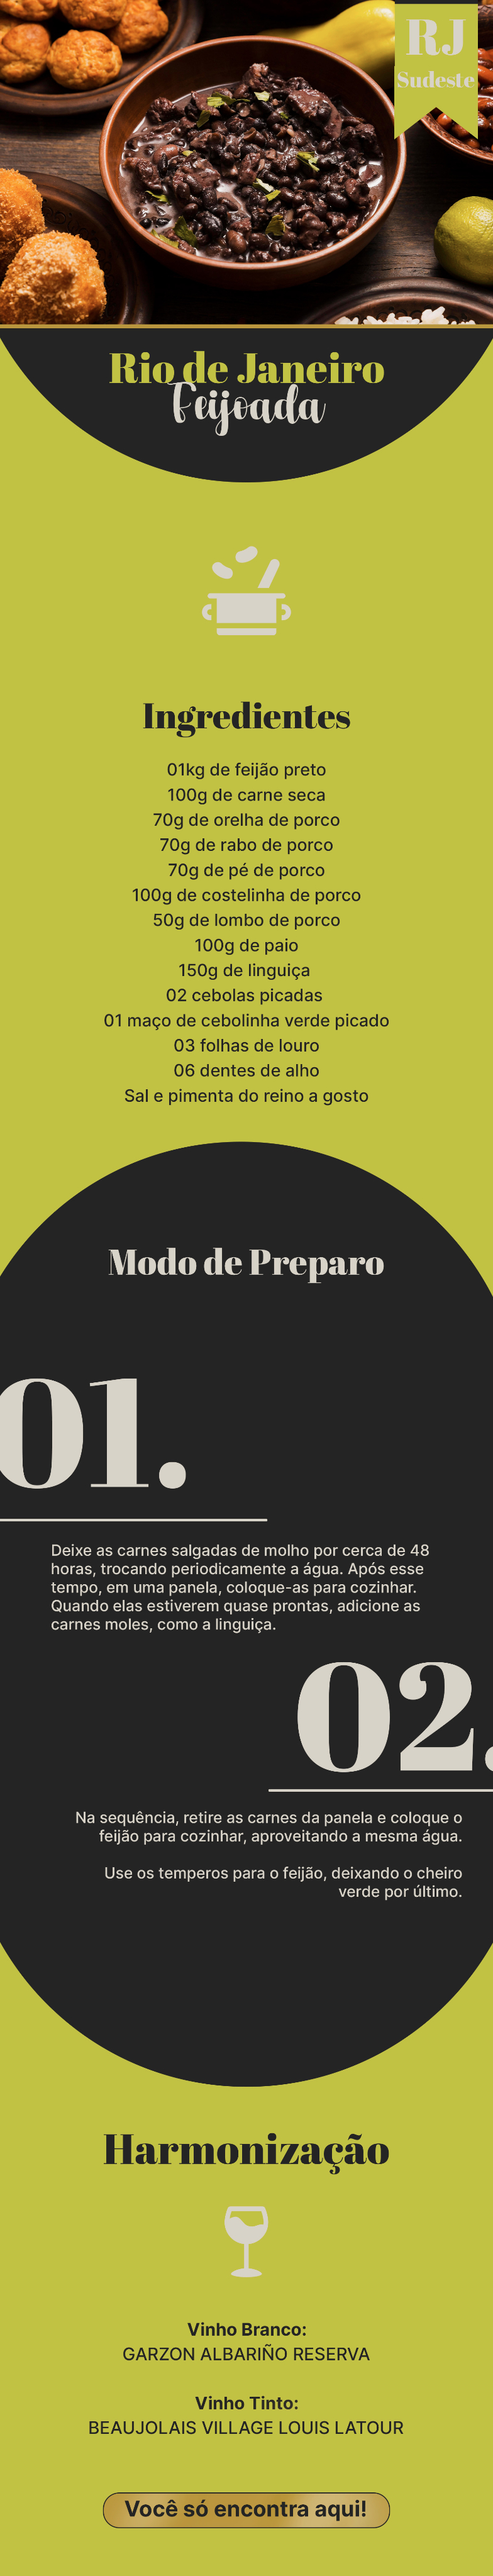 RJ
Sudeste
Rio de Janeiro
Feijoada
Ingredientes
01kg de feijão preto
100g de carne seca
70g de orelha de porco
70g de rabo de porco
70g de pé de porco
100g de costelinha de porco
50g de lombo de porco
100g de paio
150g de linguiça
02 cebolas picadas
01 maço de cebolinha verde picado
03 folhas de louro
06 dentes de alho
Sal e pimenta do reino a gosto
Modo de Preparo
01.
Deixe as carnes salgadas de molho por cerca de 48
horas, trocando periodicamente a água. Após esse
tempo, em uma panela, coloque-as para cozinhar.
Quando elas estiverem quase prontas, adicione as
carnes moles, como a linguiça.
02.
Na sequência, retire as carnes da panela e coloque o
feijão para cozinhar, aproveitando a mesma água.
Use os temperos para o feijão, deixando o cheiro
verde por último.
Harmonização
Vinho Branco:
GARZON ALBARIÑO RESERVA
Vinho Tinto:
BEAUJOLAIS VILLAGE LOUIS LATOUR
Você só encontra aqui!